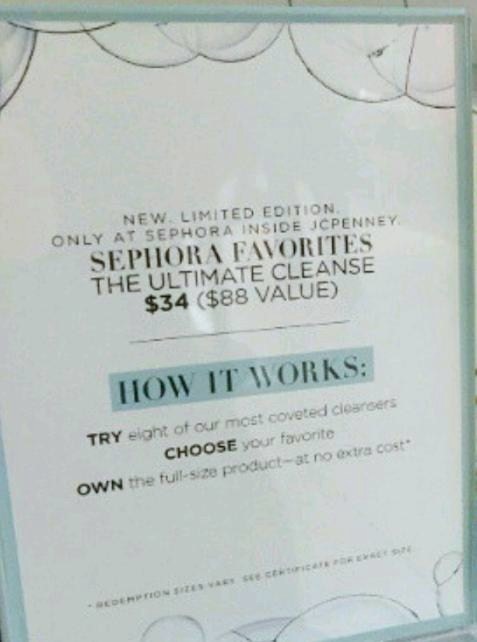 NEW. LIMITED EDITION.
ONLY AT SEPHORA INSIDE JCPENNEY.
SEPHORA FAVORITES
THE ULTIMATE CLEANSE
$34 ($88 VALUE)
HOW IT WORKS:
TRY eight of our most coveted cleansers
CHOOSE your favorite
OWN the full-size product—at no extra cost*
* REDEMPTION SIZES VARY. SEE CERTIFICATE FOR EXACT SIZE.